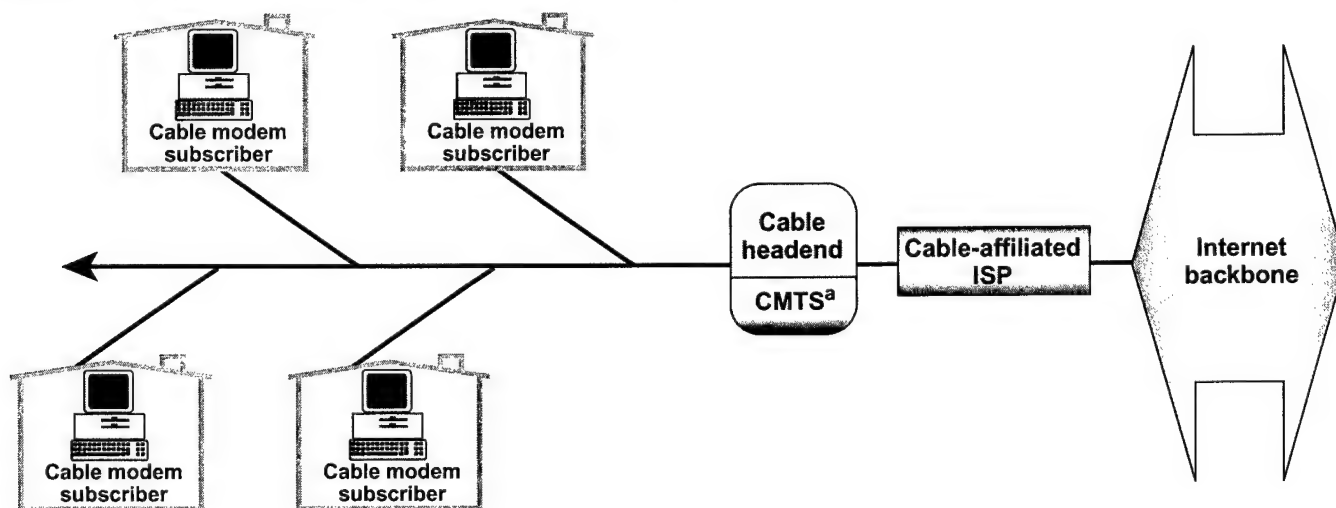 Cable modem
subscriber
Cable modem
subscriber
Cable
headend
CMTSᵃ
Cable-affiliated
ISP
Internet
backbone
Cable modem
subscriber
Cable modem
subscriber